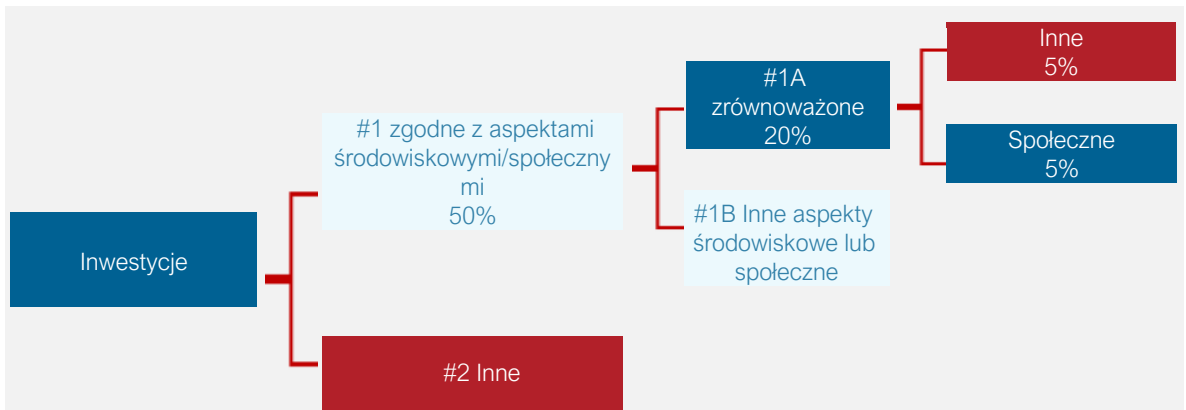 Inwestycje
#1 zgodne z aspektami
środowiskowymi/społeczny
mi
50%
#2 Inne
#1A
zrównoważone
20%
#1B Inne aspekty
środowiskowe lub
społeczne
Inne
5%
Społeczne
5%